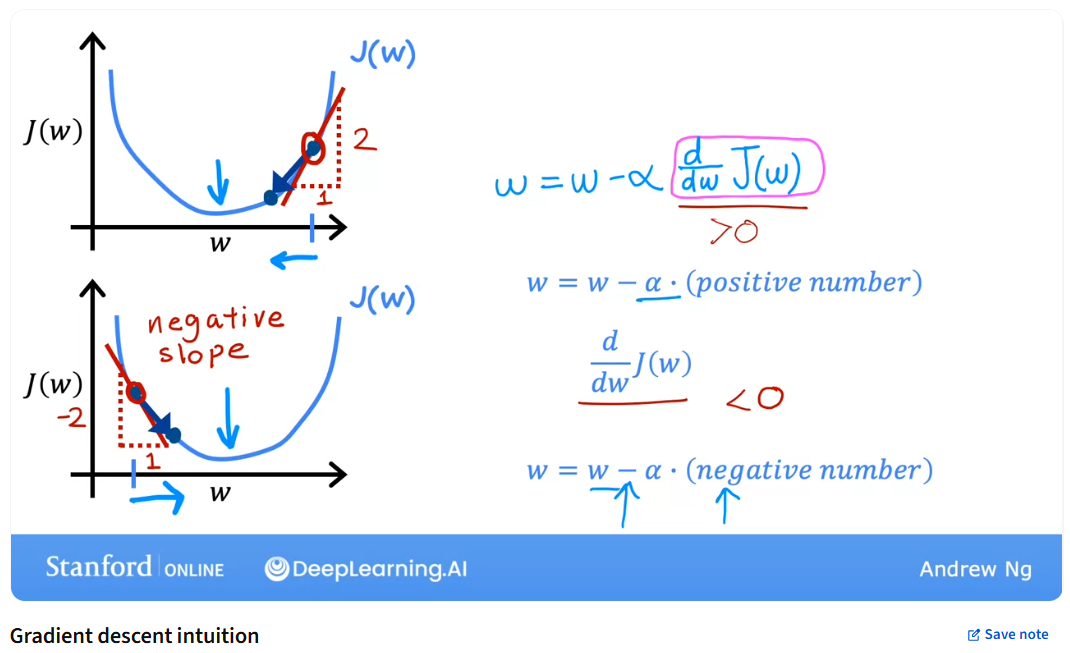 J(w)
J(w)
2
1
w
J(w)
negative
slope
J(w)
-2
1
w
w = w - α d/dw J(w)
>0
w = w − α · (positive number)
d/dw J(w)
<0
w = w − α · (negative number)
Stanford | ONLINE
DeepLearning.AI
Andrew Ng
Gradient descent intuition
Save note